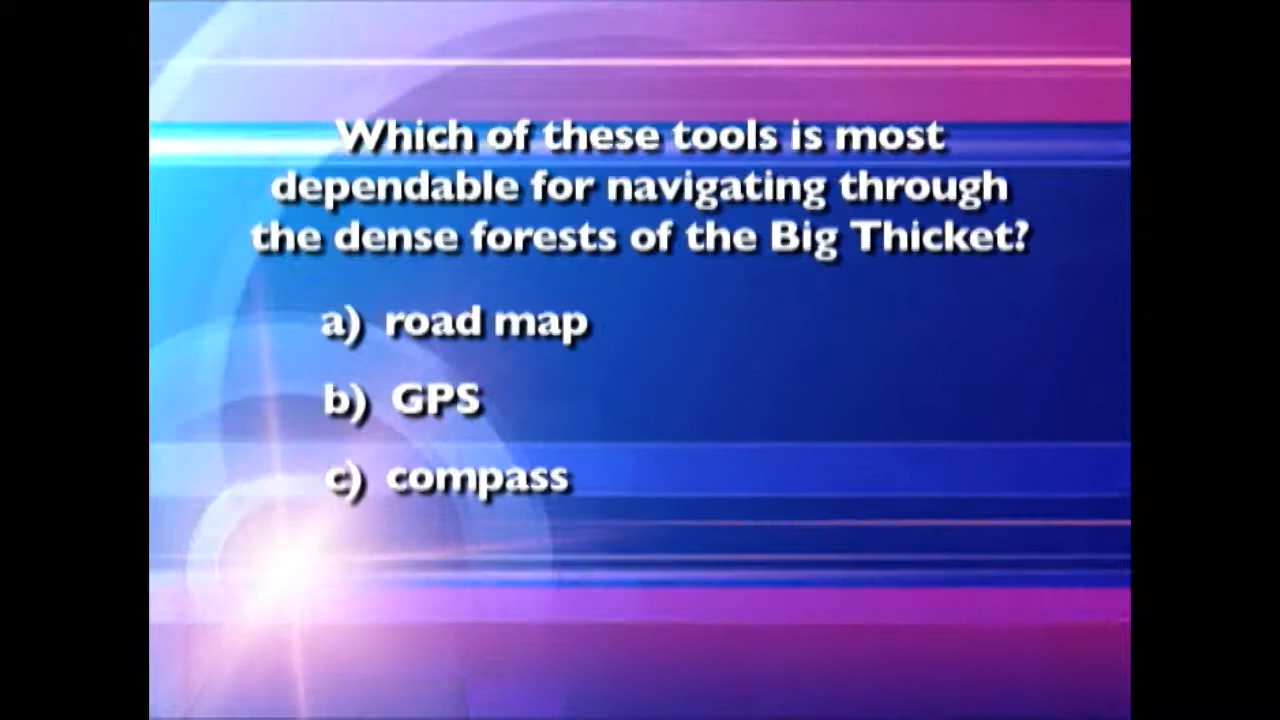 Which of these tools is most
dependable for navigating through
the dense forests of the Big Thicket?
a) road map
b) GPS
c) compass